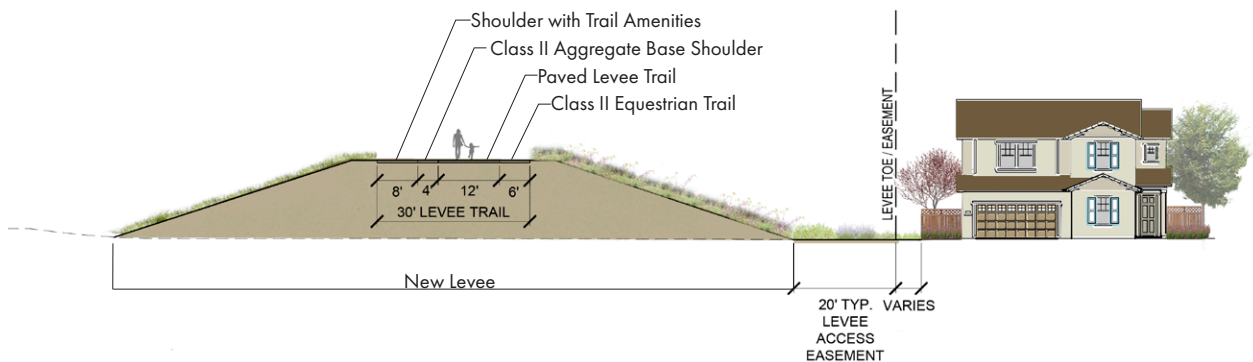 Shoulder with Trail Amenities
Class II Aggregate Base Shoulder
Paved Levee Trail
Class II Equestrian Trail
LEVEE TOE / EASEMENT
8' 4' 12' 6'
30' LEVEE TRAIL
New Levee
20' TYP. VARIES
LEVEE
ACCESS
EASEMENT